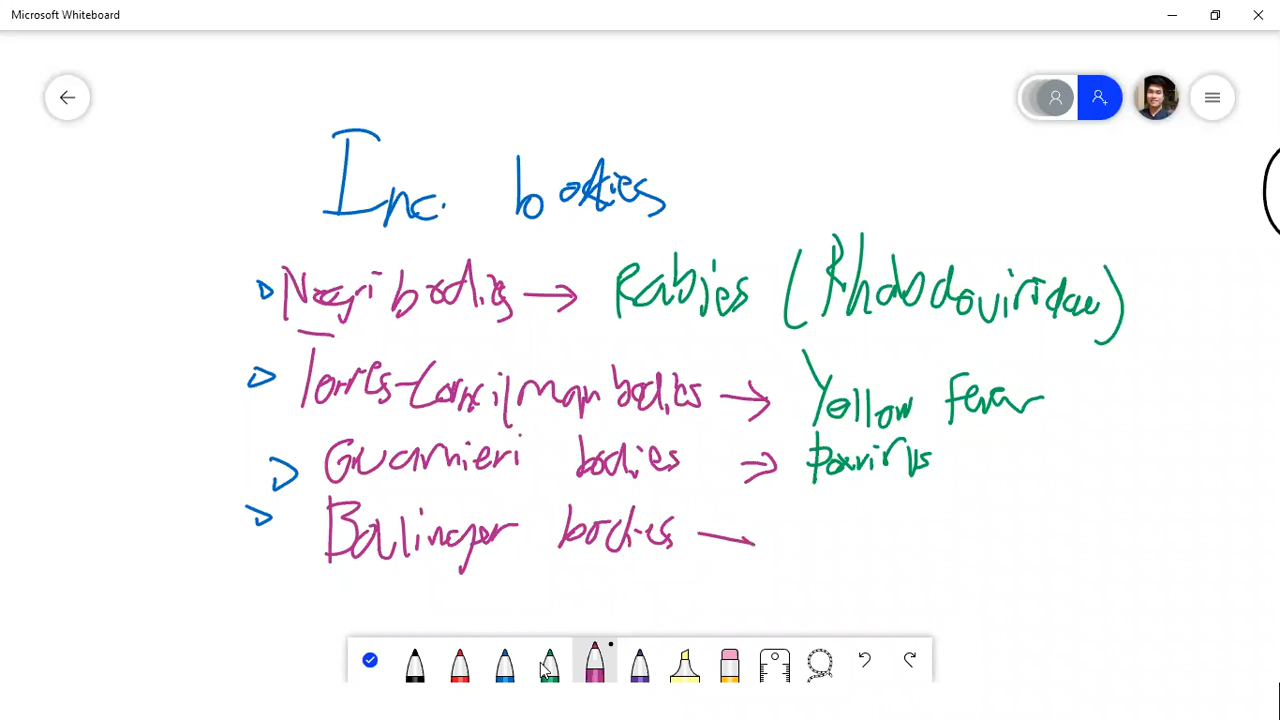 Microsoft Whiteboard
Inc. bodies
Negri bodies → Rabies (Rhabdoviridae)
Torres-Councilman bodies → Yellow fever
Guarnieri bodies → Poxvirus
Bollinger bodies